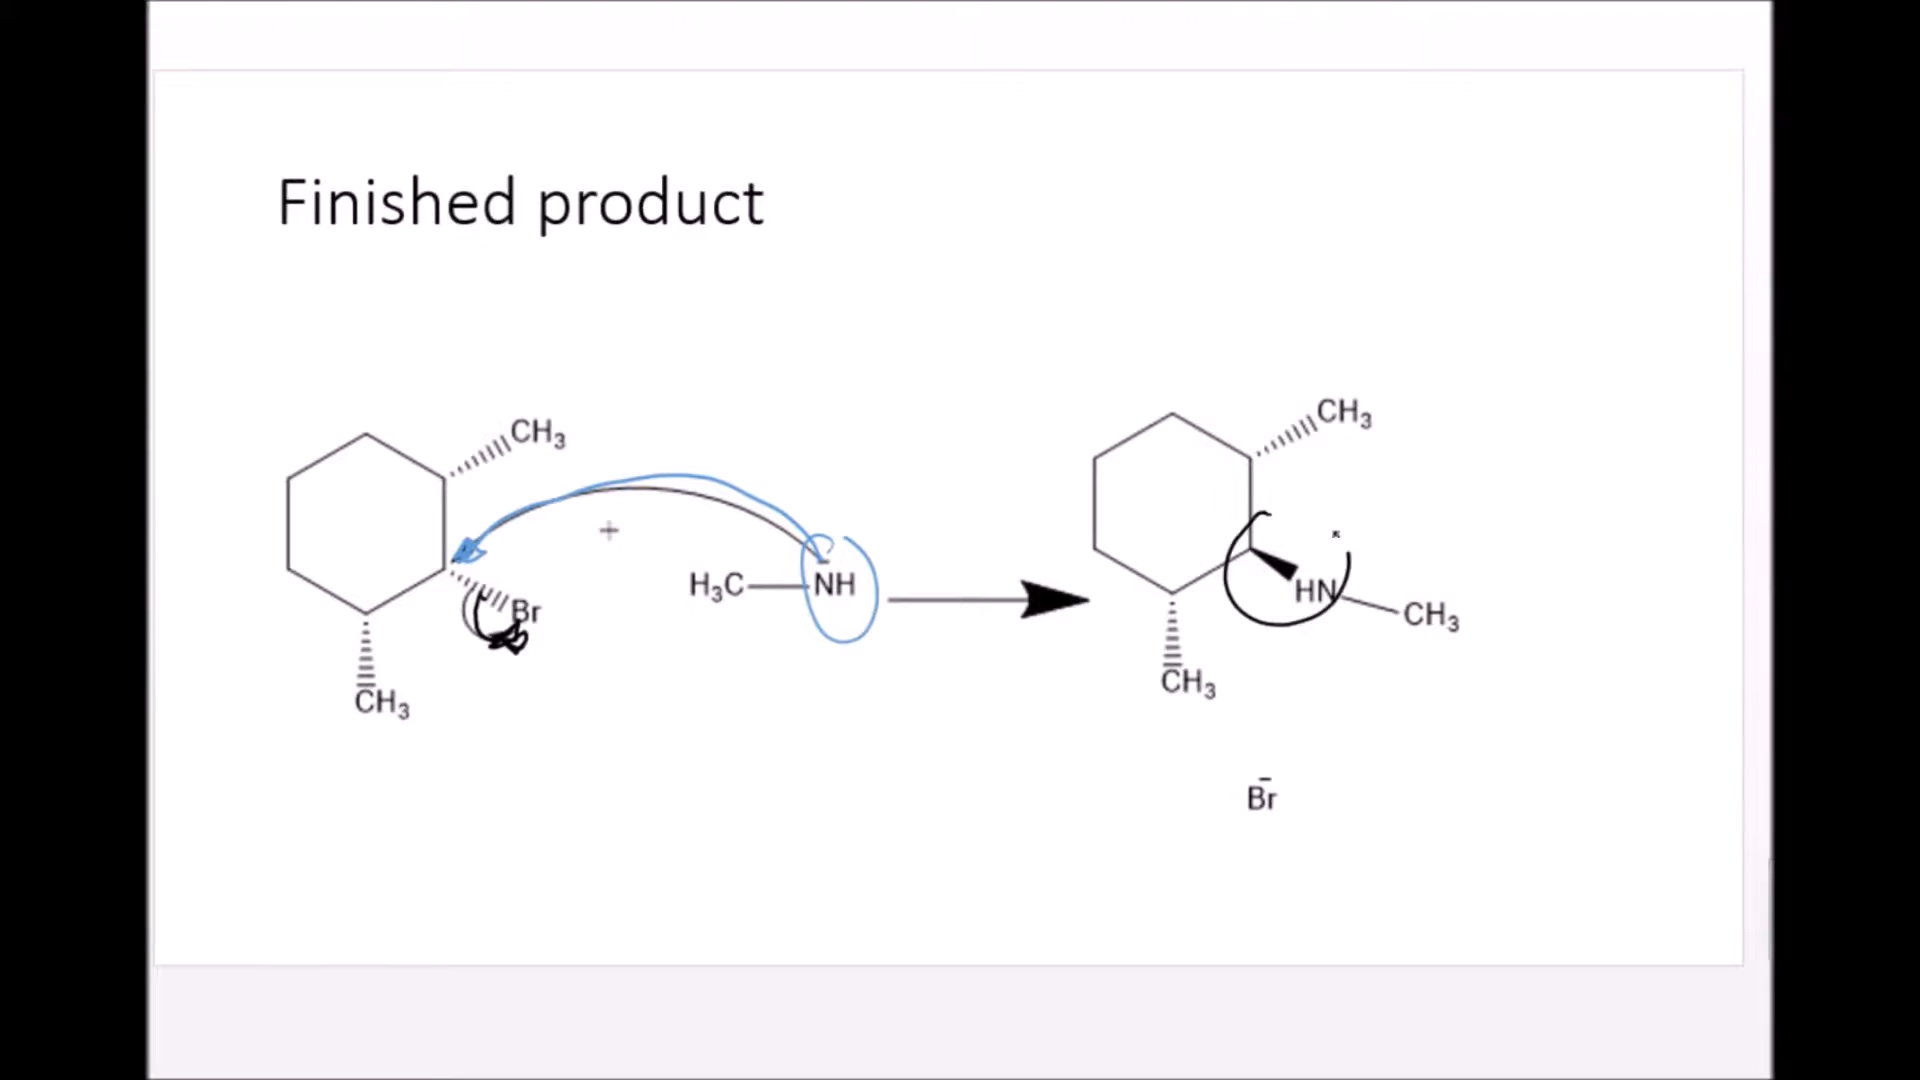 Finished product
CH₃
Br
CH₃
+
H₃C NH
CH₃
HN
CH₃
CH₃
Br⁻